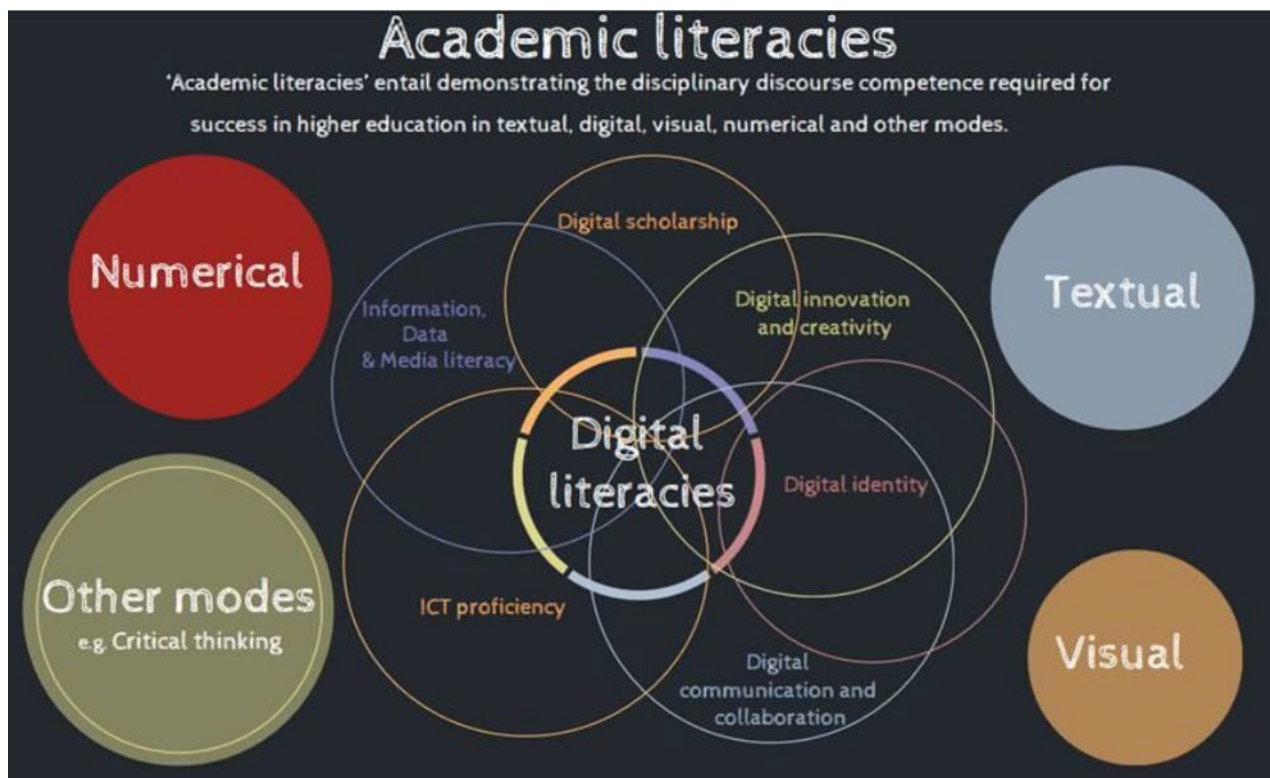 Academic literacies
‘Academic literacies’ entail demonstrating the disciplinary discourse competence required for
success in higher education in textual, digital, visual, numerical and other modes.
Numerical
Digital scholarship
Textual
Information,
Data
& Media literacy
Digital innovation
and creativity
Digital
literacies
Digital identity
Other modes
e.g. Critical thinking
ICT proficiency
Digital
communication and
collaboration
Visual